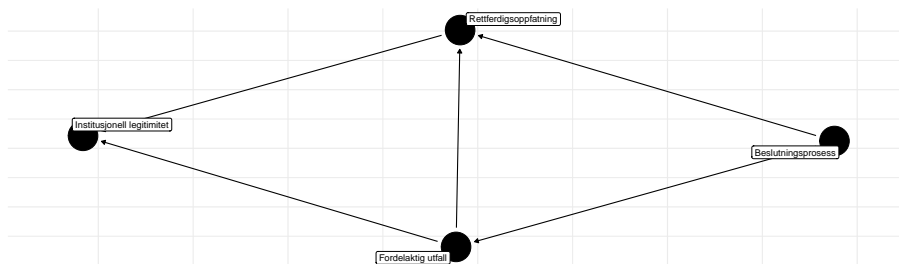 Rettferdigsoppfatning
Institusjonell legitimitet
Beslutningsprosess
Fordelaktig utfall